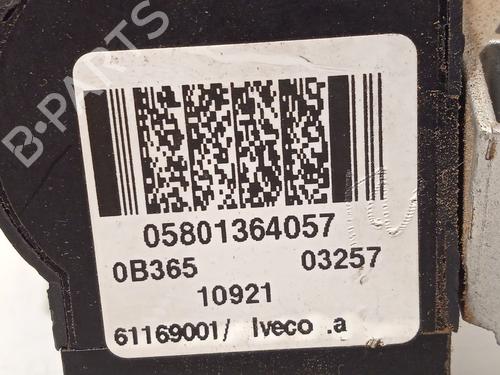 B-PARTS
05801364057
0B365 03257
10921
61169001/ Iveco .a